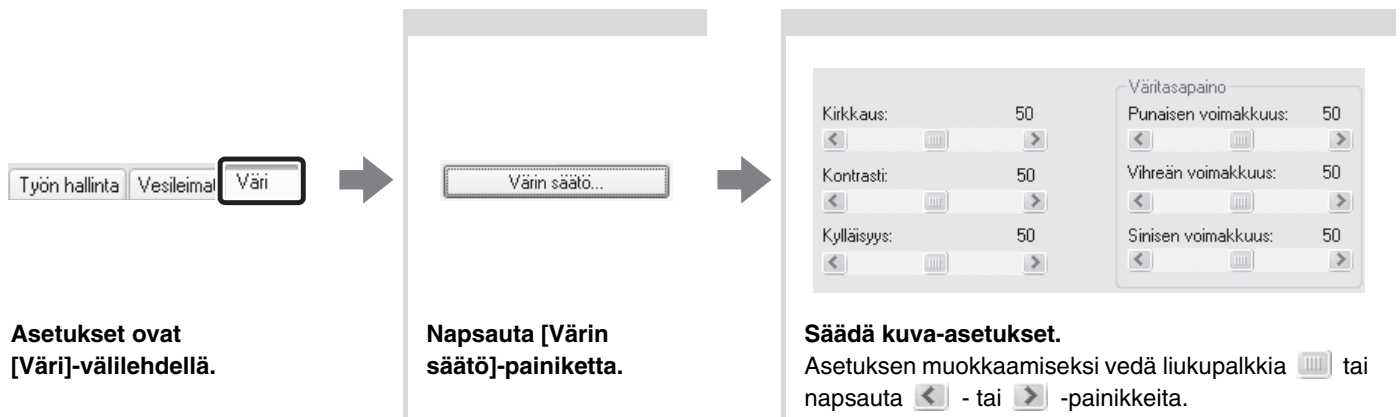 Työn hallinta Vesileimat Väri
Asetukset ovat
[Väri]-välilehdellä.
Värin säätö...
Napsauta [Värin
säätö]-painiketta.
Väritasapaino
Kirkkaus: 50 Punaisen voimakkuus: 50
Kontrasti: 50 Vihreän voimakkuus: 50
Kylläisyys: 50 Sinisen voimakkuus: 50
Säädä kuva-asetukset.
Asetuksen muokkaamiseksi vedä liukupalkkia tai
napsauta - tai -painikkeita.